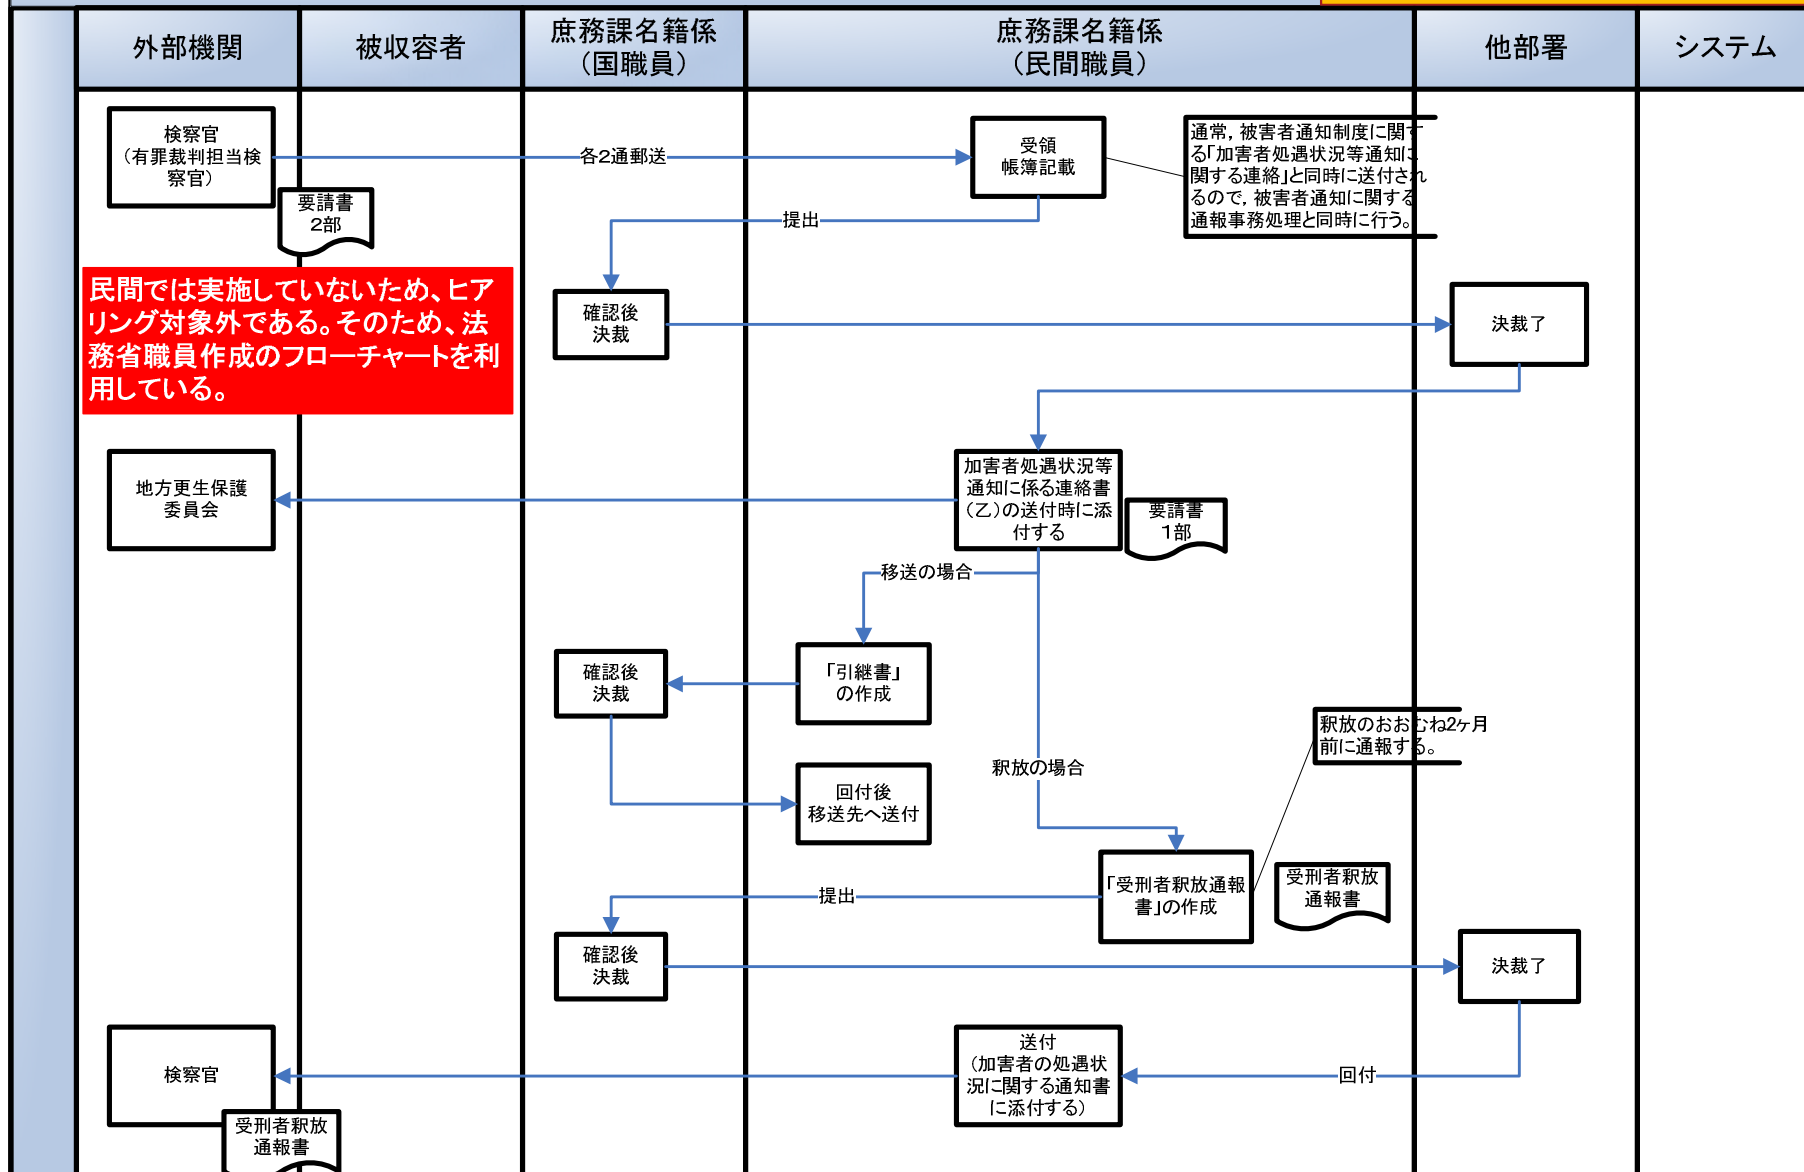 外部機関
被収容者
庶務課名籍係
（国職員）
庶務課名籍係
（民間職員）
他部署
システム
検察官
（有罪裁判担当検
察官）
各2通郵送
受領
帳簿記載
通常，被害者通知制度に関す
る「加害者処遇状況等通知に
関する連絡」と同時に送付され
るので，被害者通知に関する
通報事務処理と同時に行う。
要請書
2部
提出
民間では実施していないため、ヒア
リング対象外である。そのため、法
務省職員作成のフローチャートを利
用している。
確認後
決裁
決裁了
地方更生保護
委員会
加害者処遇状況等
通知に係る連絡書
（乙）の送付時に添
付する
要請書
1部
移送の場合
確認後
決裁
「引継書」
の作成
釈放のおおむね2ヶ月
前に通報する。
釈放の場合
回付後
移送先へ送付
提出
「受刑者釈放通報
書」の作成
受刑者釈放
通報書
確認後
決裁
決裁了
検察官
送付
（加害者の処遇状
況に関する通知書
に添付する）
回付
受刑者釈放
通報書